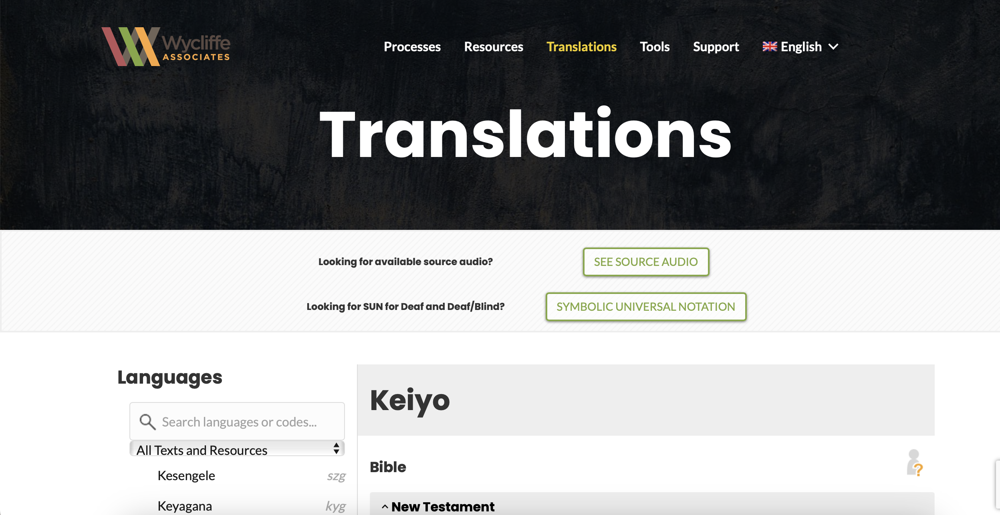 Wycliffe
ASSOCIATES
Processes Resources Translations Tools Support English
Translations
Looking for available source audio? SEE SOURCE AUDIO
Looking for SUN for Deaf and Deaf/Blind? SYMBOLIC UNIVERSAL NOTATION
Languages
Search languages or codes...
All Texts and Resources
Kesengele szg
Keyagana kyg
Keiyo
Bible
?
New Testament